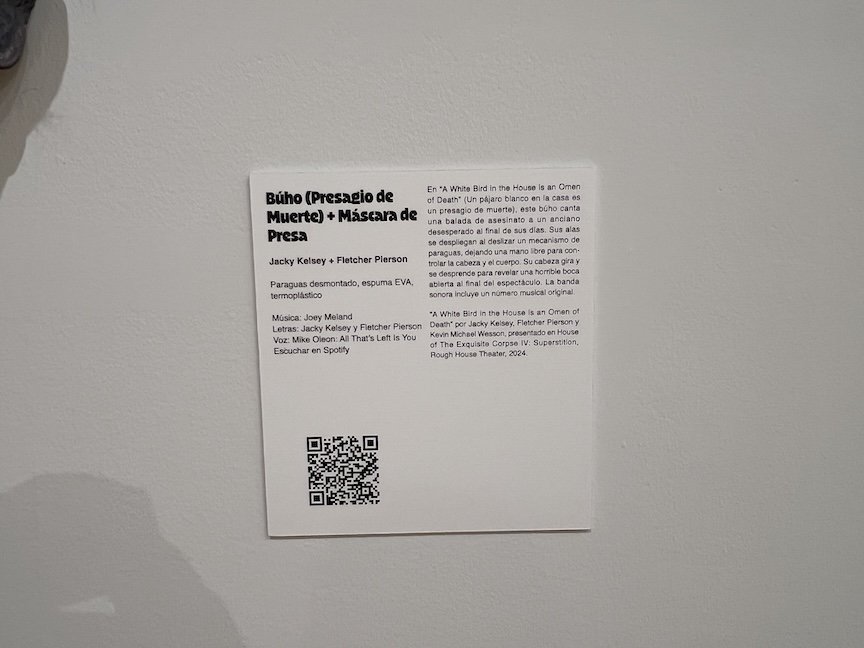 Búho (Presagio de
Muerte) + Máscara de
Presa
Jacky Kelsey + Fletcher Pierson
Paraguas desmontado, espuma EVA,
termoplástico
Música: Joey Meland
Letras: Jacky Kelsey y Fletcher Pierson
Voz: Mike Oleon: All That's Left Is You
Escuchar en Spotify
En "A White Bird in the House is an Omen
of Death" (Un pájaro blanco en la casa es
un presagio de muerte), este búho canta
una balada de asesinato a un anciano
desesperado al final de sus días. Sus alas
se despliegan al deslizar un mecanismo de
paraguas, dejando una mano libre para con-
trolar la cabeza y el cuerpo. Su cabeza gira y
se desprende para revelar una horrible boca
abierta al final del espectáculo. La banda
sonora incluye un número musical original.
"A White Bird in the House is an Omen of
Death" por Jacky Kelsey, Fletcher Pierson y
Kevin Michael Wesson, presentado en House
of The Exquisite Corpse IV: Superstition,
Rough House Theater, 2024.